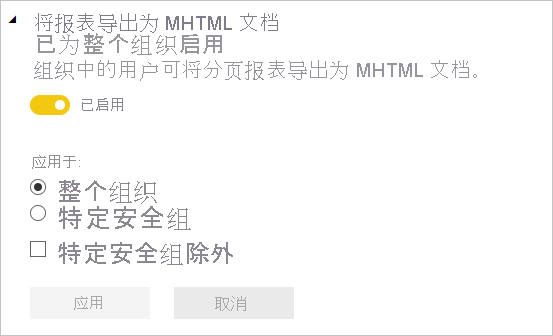 将报表导出为 MHTML 文档
已为整个组织启用
组织中的用户可将分页报表导出为 MHTML 文档。
已启用
应用于:
整个组织
特定安全组
特定安全组除外
应用
取消